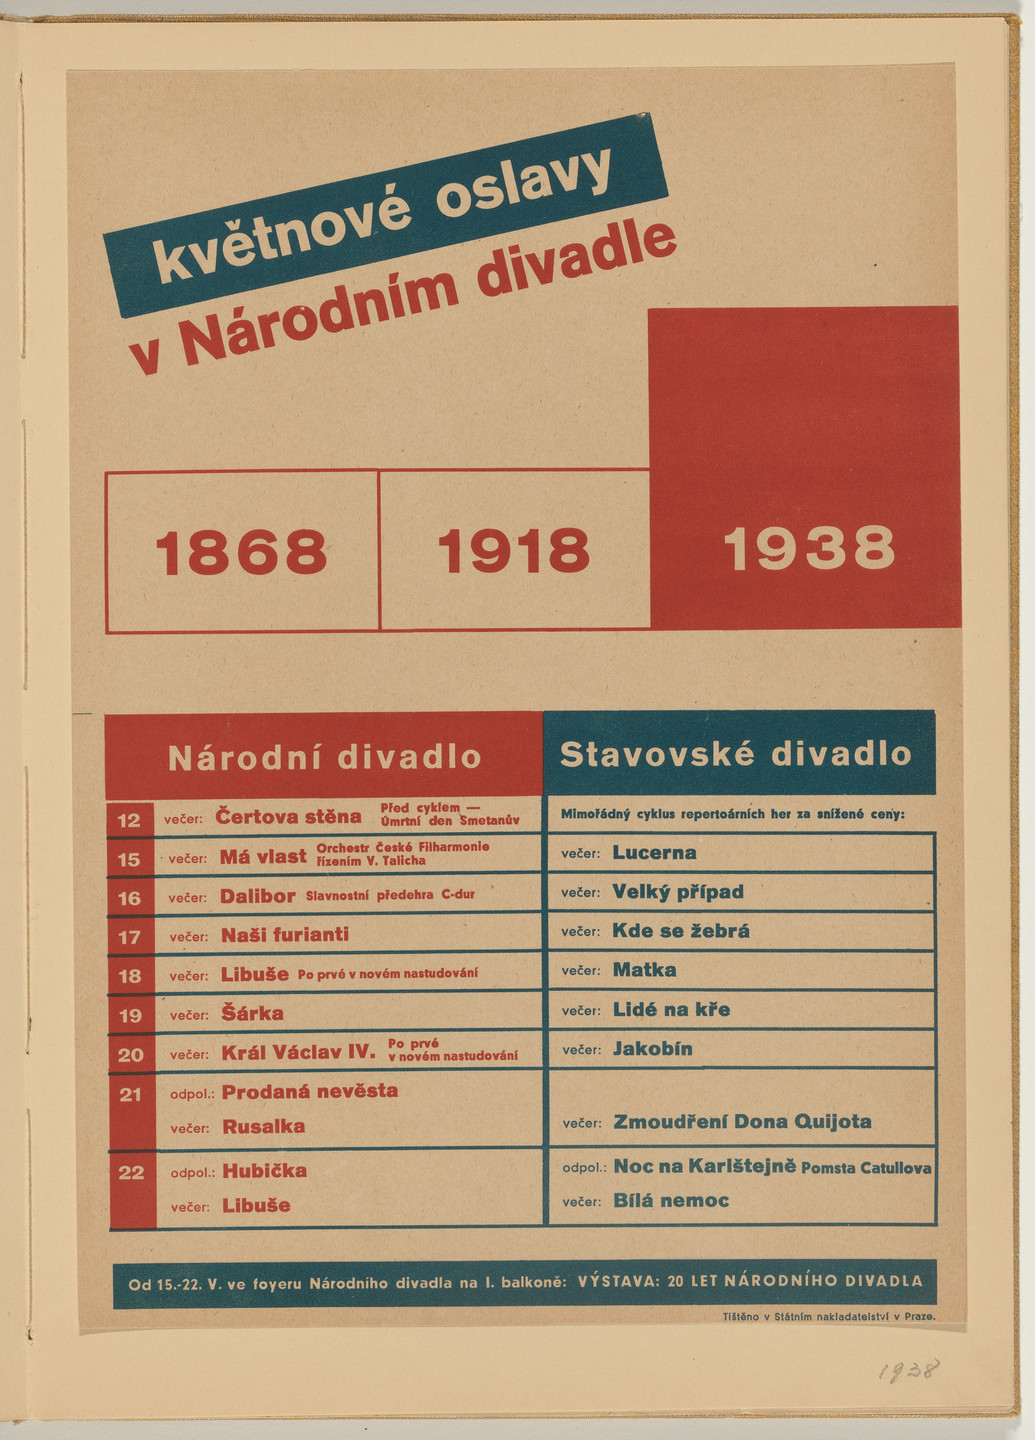 květnové oslavy
v Národním divadle
1868 1918 1938
Národní divadlo
12 večer: Čertova stěna Před cyklem —
Úmrtní den Smetanův
15 večer: Má vlast Orchestr České Filharmonie
řízením V. Talicha
16 večer: Dalibor Slavnostní předehra C-dur
17 večer: Naši furianti
18 večer: Libuše Po prvé v novém nastudování
19 večer: Šárka
20 večer: Král Václav IV. Po prvé
v novém nastudování
21 odpol.: Prodaná nevěsta
večer: Rusalka
22 odpol.: Hubička
večer: Libuše
Stavovské divadlo
Mimořádný cyklus repertoárních her za snížené ceny:
večer: Lucerna
večer: Velký případ
večer: Kde se žebrá
večer: Matka
večer: Lidé na kře
večer: Jakobín
večer: Zmoudření Dona Quijota
odpol.: Noc na Karlštejně Pomsta Catullova
večer: Bílá nemoc
Od 15.-22. V. ve foyeru Národního divadla na I. balkoně: VÝSTAVA: 20 LET NÁRODNÍHO DIVADLA
Tištěno v Státním nakladatelství v Praze.
1938